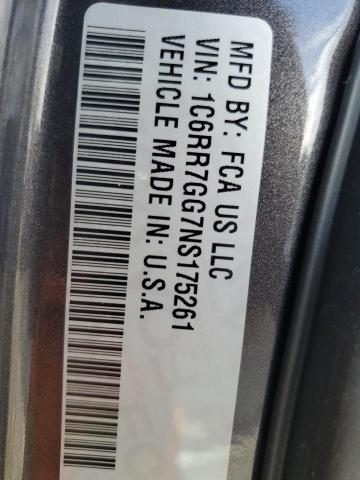 MFD BY: FCA US LLC
VIN: 1C6RR7GG7NS175261
VEHICLE MADE IN: U.S.A.